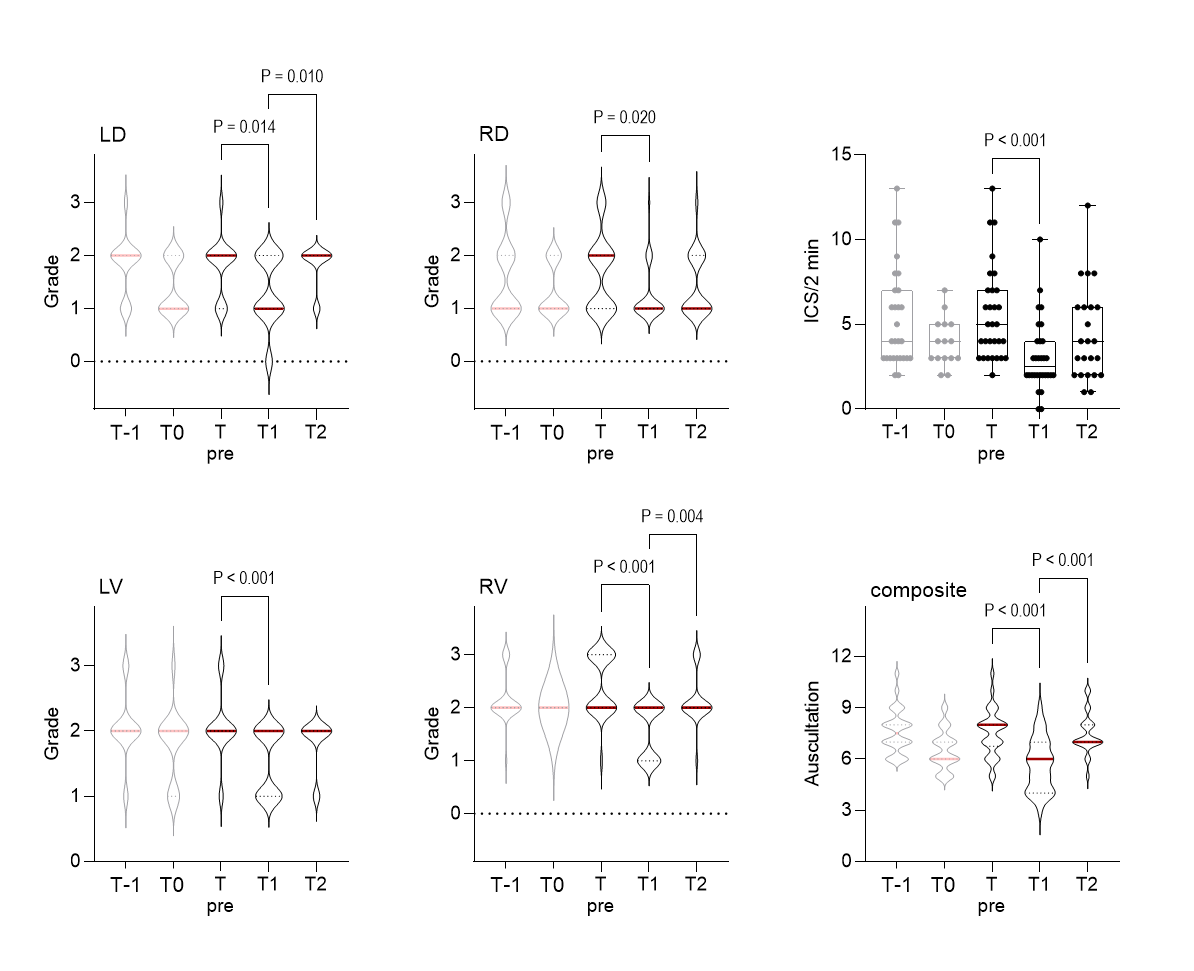 P = 0.010
P = 0.014
LD
3
2
1
0
Grade
T-1 T0 T T1 T2
pre
P = 0.020
RD
3
2
1
0
Grade
T-1 T0 T T1 T2
pre
P < 0.001
15
10
5
0
ICS/2 min
T-1 T0 T T1 T2
pre
P < 0.001
LV
3
2
1
0
Grade
T-1 T0 T T1 T2
pre
P = 0.004
P < 0.001
RV
3
2
1
0
Grade
T-1 T0 T T1 T2
pre
P < 0.001
composite
P < 0.001
12
9
6
3
0
Auscultation
T-1 T0 T T1 T2
pre